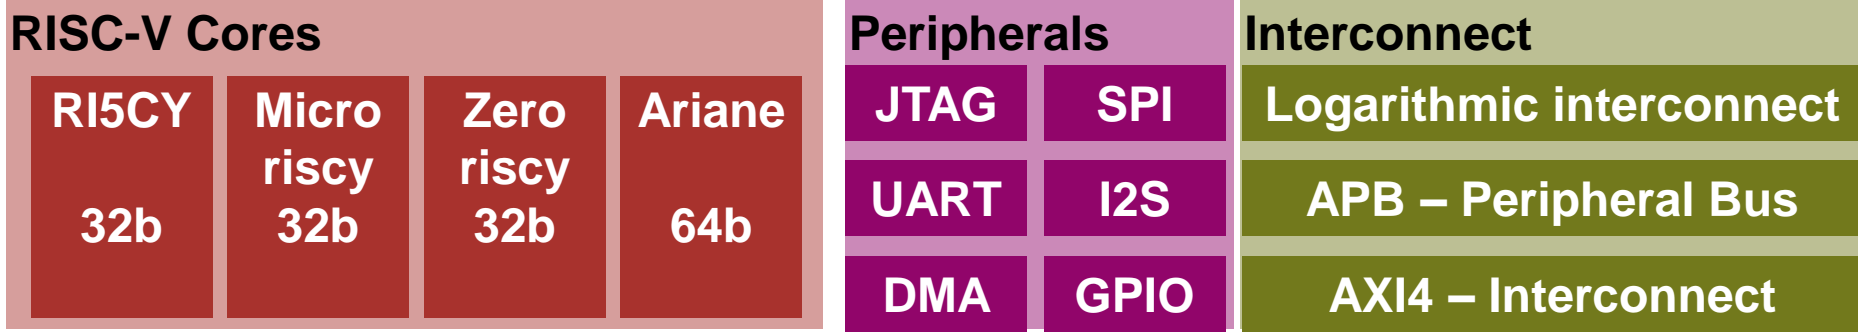 RISC-V Cores
RI5CY
32b
Micro
riscy
32b
Zero
riscy
32b
Ariane
64b
Peripherals
JTAG
SPI
UART
I2S
DMA
GPIO
Interconnect
Logarithmic interconnect
APB – Peripheral Bus
AXI4 – Interconnect